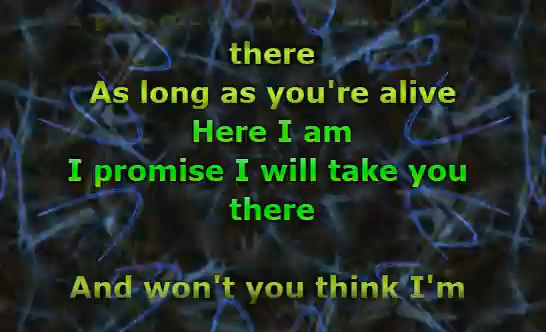 there
As long as you're alive
Here I am
I promise I will take you
there
And won't you think I'm